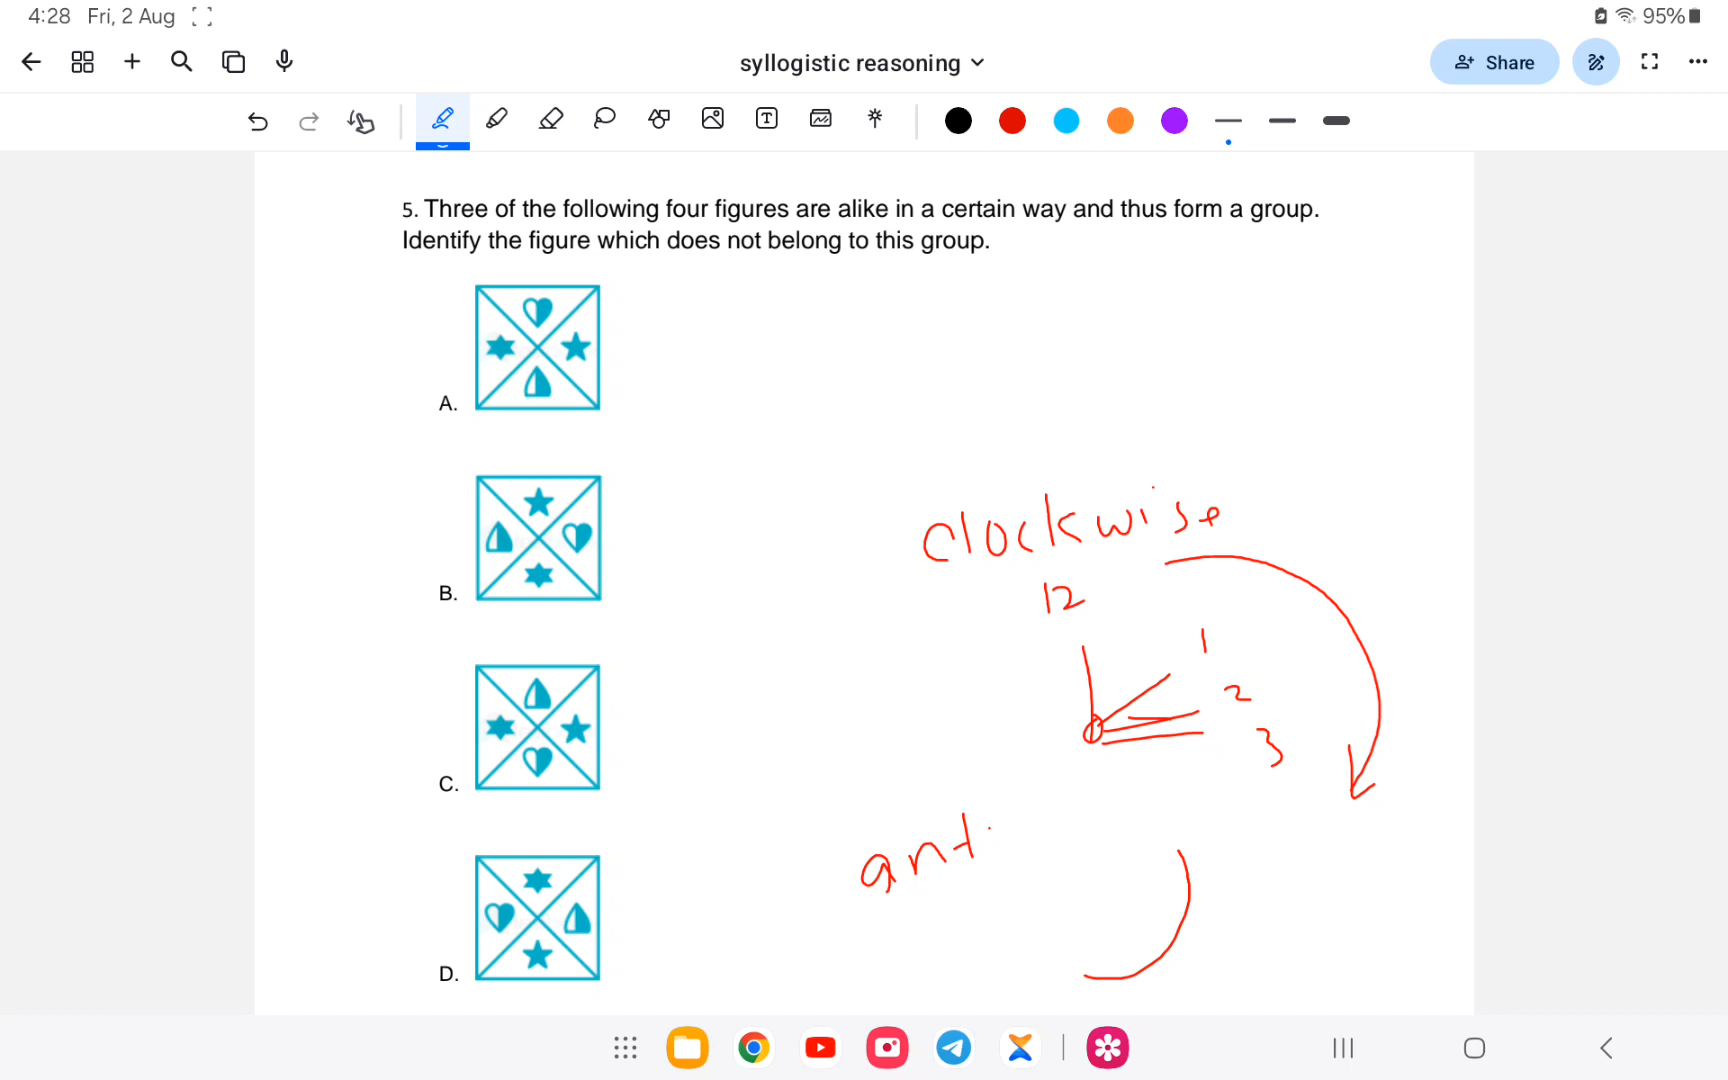 4:28 Fri, 2 Aug 95%
syllogistic reasoning
Share
5. Three of the following four figures are alike in a certain way and thus form a group.
Identify the figure which does not belong to this group.
A.
B.
C.
D.
clockwise
12
1
2
3
ant